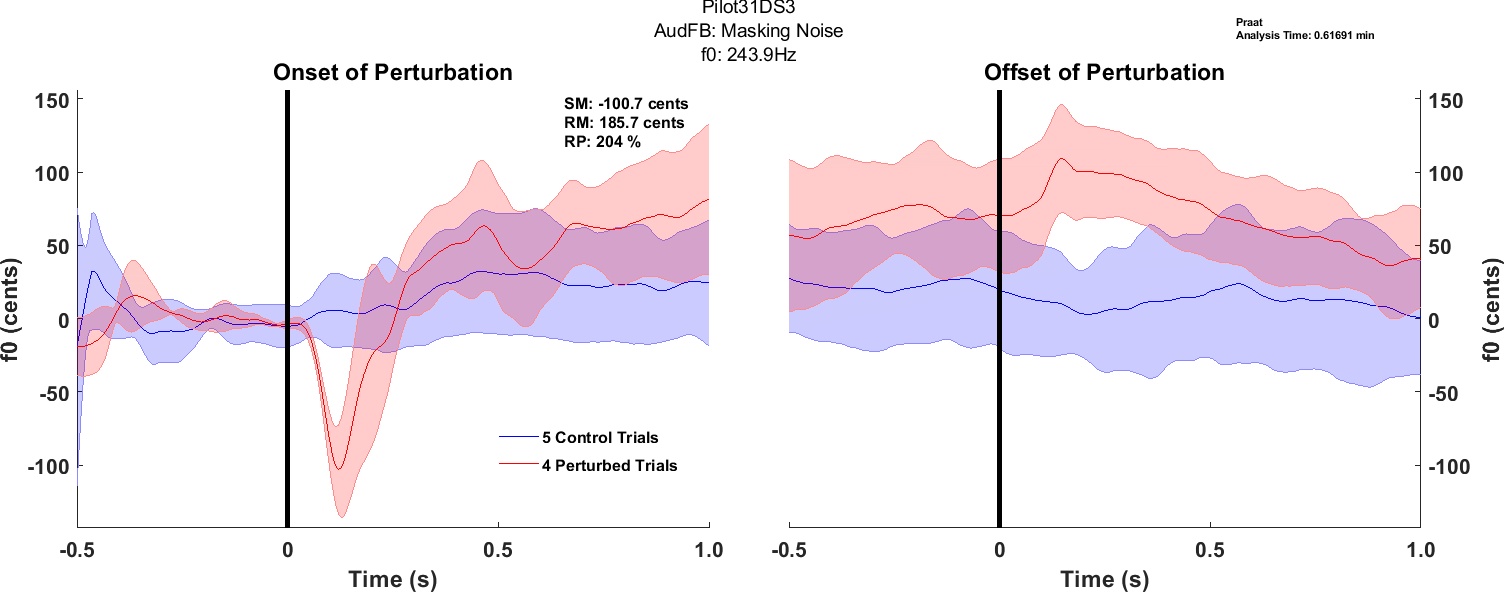 Pilot31DS3
AudFB: Masking Noise
f0: 243.9Hz
Praat
Analysis Time: 0.61691 min
Onset of Perturbation
SM: -100.7 cents
RM: 185.7 cents
RP: 204 %
f0 (cents)
150
100
50
0
-50
-100
5 Control Trials
4 Perturbed Trials
-0.5
0
0.5
1.0
Time (s)
Offset of Perturbation
150
100
50
0
-50
-100
f0 (cents)
-0.5
0
0.5
1.0
Time (s)